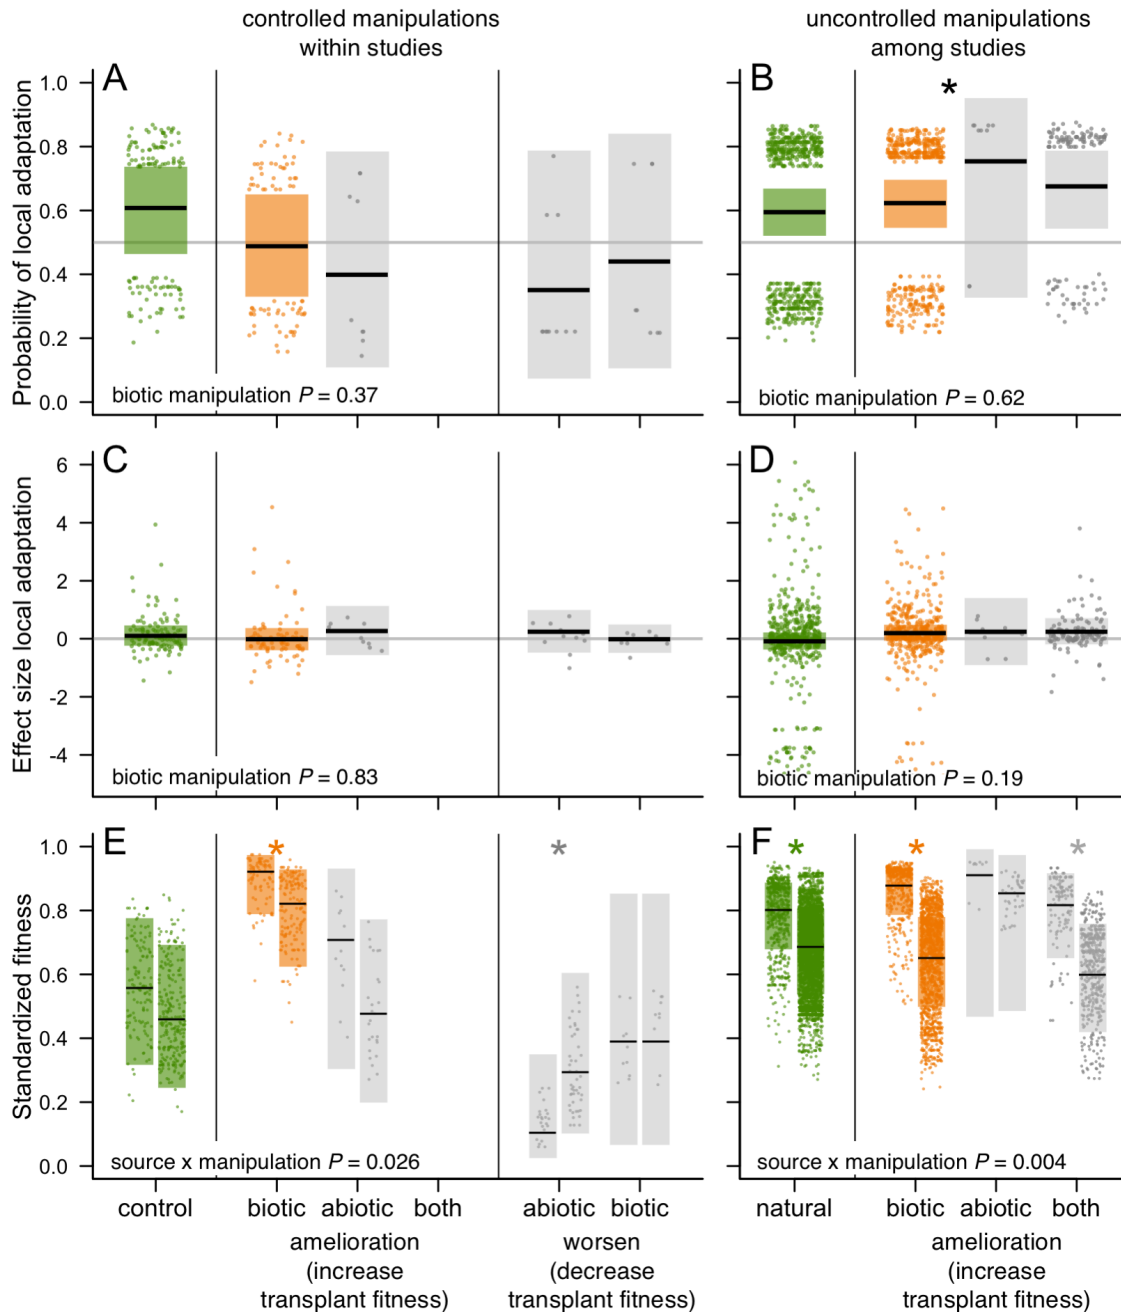 controlled manipulations
within studies
uncontrolled manipulations
among studies
A
Probability of local adaptation
1.0
0.8
0.6
0.4
0.2
0.0
biotic manipulation P = 0.37
B
*
biotic manipulation P = 0.62
C
Effect size local adaptation
6
4
2
0
-2
-4
biotic manipulation P = 0.83
D
biotic manipulation P = 0.19
E
Standardized fitness
1.0
0.8
0.6
0.4
0.2
0.0
*
*
source x manipulation P = 0.026
F
*
*
*
source x manipulation P = 0.004
control
biotic
abiotic
both
amelioration
(increase
transplant fitness)
abiotic
biotic
worsen
(decrease
transplant fitness)
natural
biotic
abiotic
both
amelioration
(increase
transplant fitness)